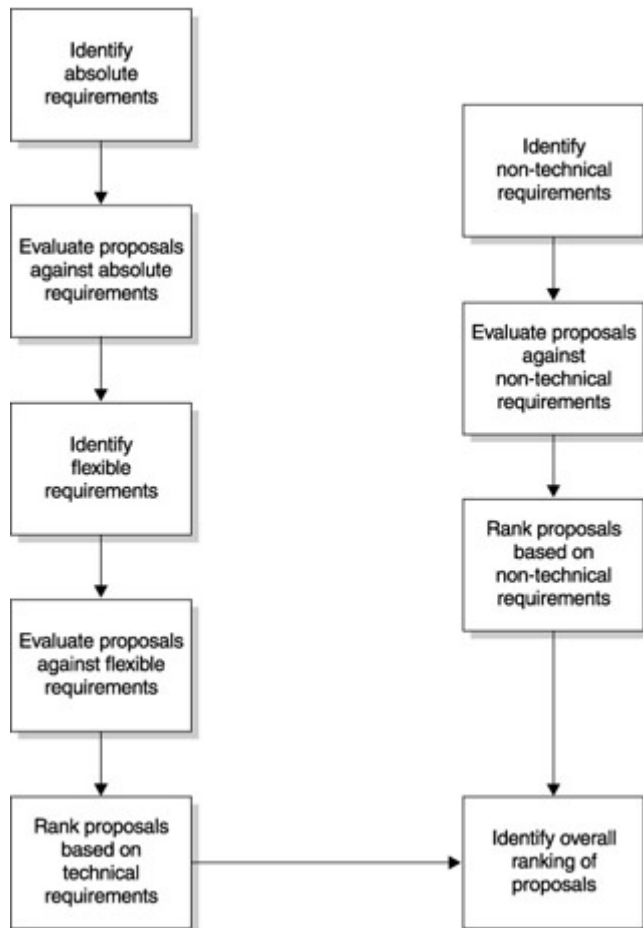 Identify
absolute
requirements
Evaluate proposals
against absolute
requirements
Identify
flexible
requirements
Evaluate proposals
against flexible
requirements
Rank proposals
based on
technical
requirements
Identify
non-technical
requirements
Evaluate proposals
against
non-technical
requirements
Rank proposals
based on
non-technical
requirements
Identify overall
ranking of
proposals